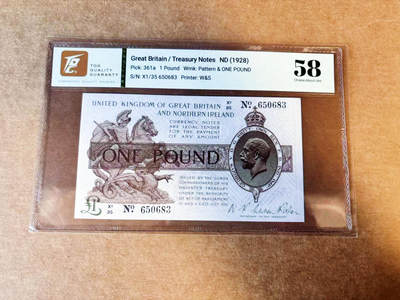 TQG
TOP
QUALITY
GUARANTY
Great Britain / Treasury Notes ND (1928)
Pick: 361a 1 Pound Wmk: Pattern & ONE POUND
S/N: X1/35 650683 Printer: W&S
58
UNITED KINGDOM OF GREAT BRITAIN
AND NORTHERN IRELAND
X1/35 No 650683
CURRENCY NOTES
ARE LEGAL TENDER
FOR THE PAYMENT
OF ANY AMOUNT
ONE POUND
ISSUED BY THE LORDS
COMMISSIONERS OF HIS
MAJESTY'S TREASURY
UNDER THE AUTHORITY
OF ACT OF PARLIAMENT
£1 X1/35 No 650683